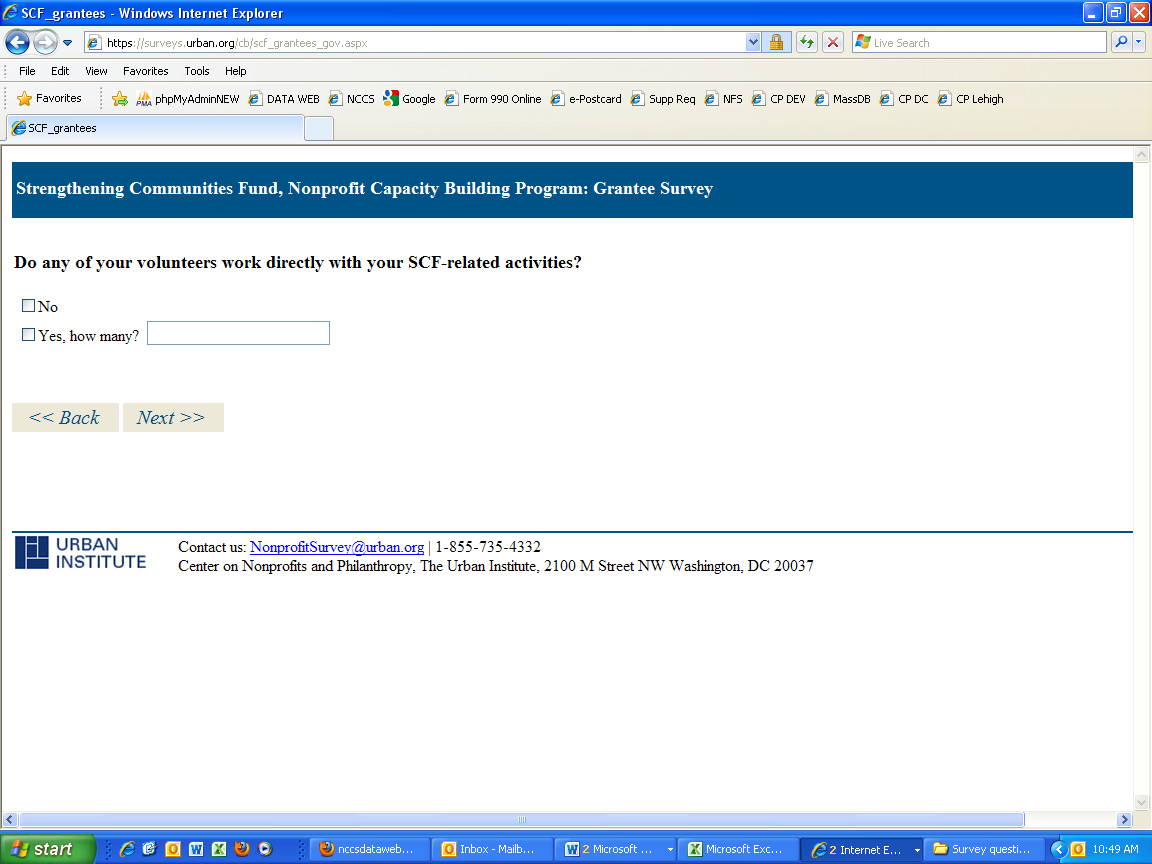 SCF_grantees - Windows Internet Explorer
https://surveys.urban.org/cb/scf_grantees_gov.aspx
Live Search
File Edit View Favorites Tools Help
Favorites phpMyAdminNEW DATA WEB NCCS Google Form 990 Online e-Postcard Supp Req NFS CP DEV MassDB CP DC CP Lehigh
SCF_grantees
Strengthening Communities Fund, Nonprofit Capacity Building Program: Grantee Survey
Do any of your volunteers work directly with your SCF-related activities?
No
Yes, how many?
<< Back Next >>
URBAN
INSTITUTE
Contact us: NonprofitSurvey@urban.org | 1-855-735-4332
Center on Nonprofits and Philanthropy, The Urban Institute, 2100 M Street NW Washington, DC 20037
start nccsdataweb... Inbox - Mailb... 2 Microsoft ... Microsoft Exc... 2 Internet E... Survey questi... 10:49 AM